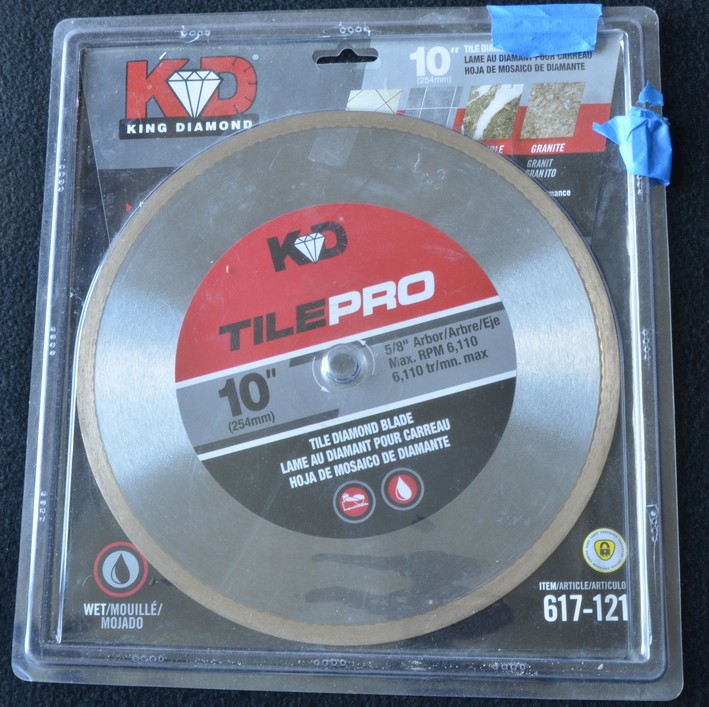 KD
KING DIAMOND
10"
(254mm)
TILE
LAME AU DIAMANT POUR CARREAU
HOJA DE MOSAICO DE DIAMANTE
GRANITE
GRANIT
GRANITO
KD
TILEPRO
10"
(254mm)
5/8" Arbor/Arbre/Eje
Max. RPM 6,110
6,110 tr/mn. max
TILE DIAMOND BLADE
LAME AU DIAMANT POUR CARREAU
HOJA DE MOSAICO DE DIAMANTE
WET/MOUILLÉ/
MOJADO
ITEM/ARTICLE/ARTICULO
617-121